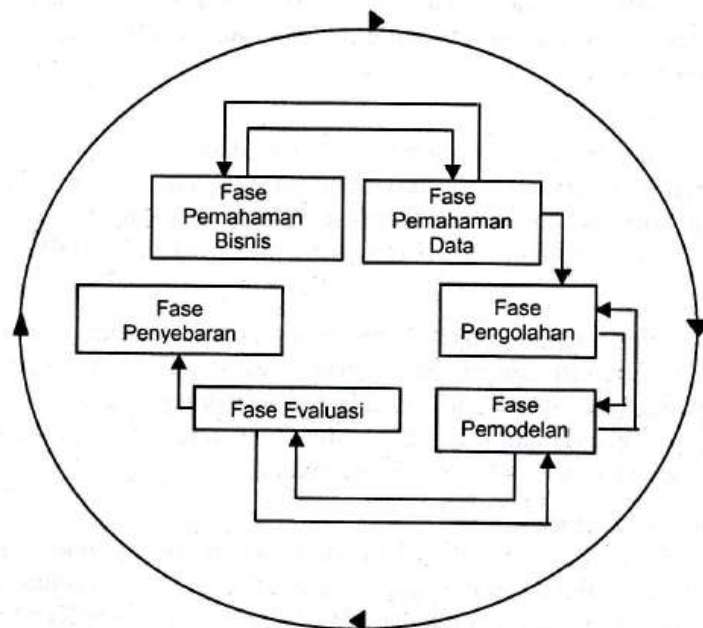 Fase
Pemahaman
Bisnis
Fase
Pemahaman
Data
Fase
Penyebaran
Fase
Pengolahan
Fase Evaluasi
Fase
Pemodelan